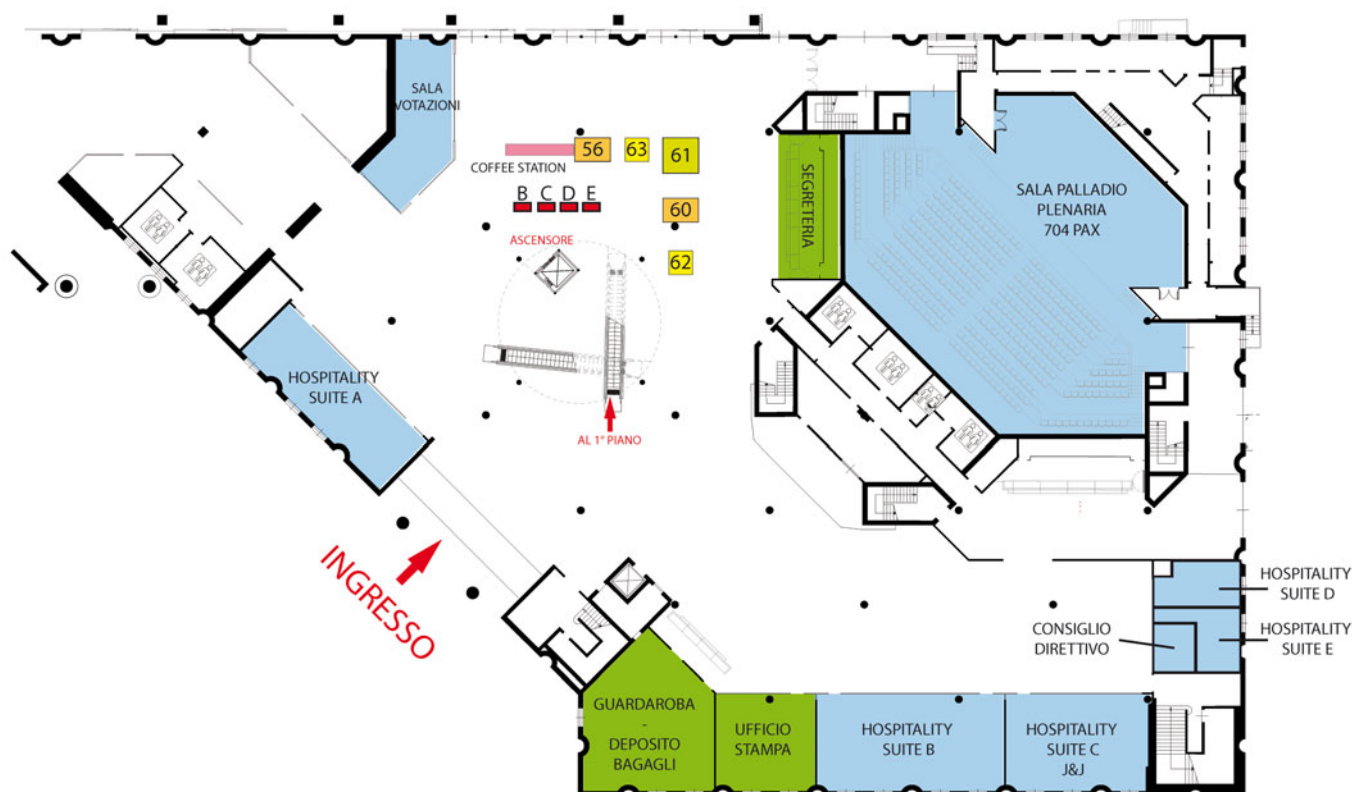 SALA
VOTAZIONI
56
63
61
COFFEE STATION
B C D E
60
ASCENSORE
62
SEGRETERIA
SALA PALLADIO
PLENARIA
704 PAX
HOSPITALITY
SUITE A
AL 1° PIANO
INGRESSO
HOSPITALITY
SUITE D
CONSIGLIO
DIRETTIVO
HOSPITALITY
SUITE E
GUARDAROBA
-
DEPOSITO
BAGAGLI
UFFICIO
STAMPA
HOSPITALITY
SUITE B
HOSPITALITY
SUITE C
J&J